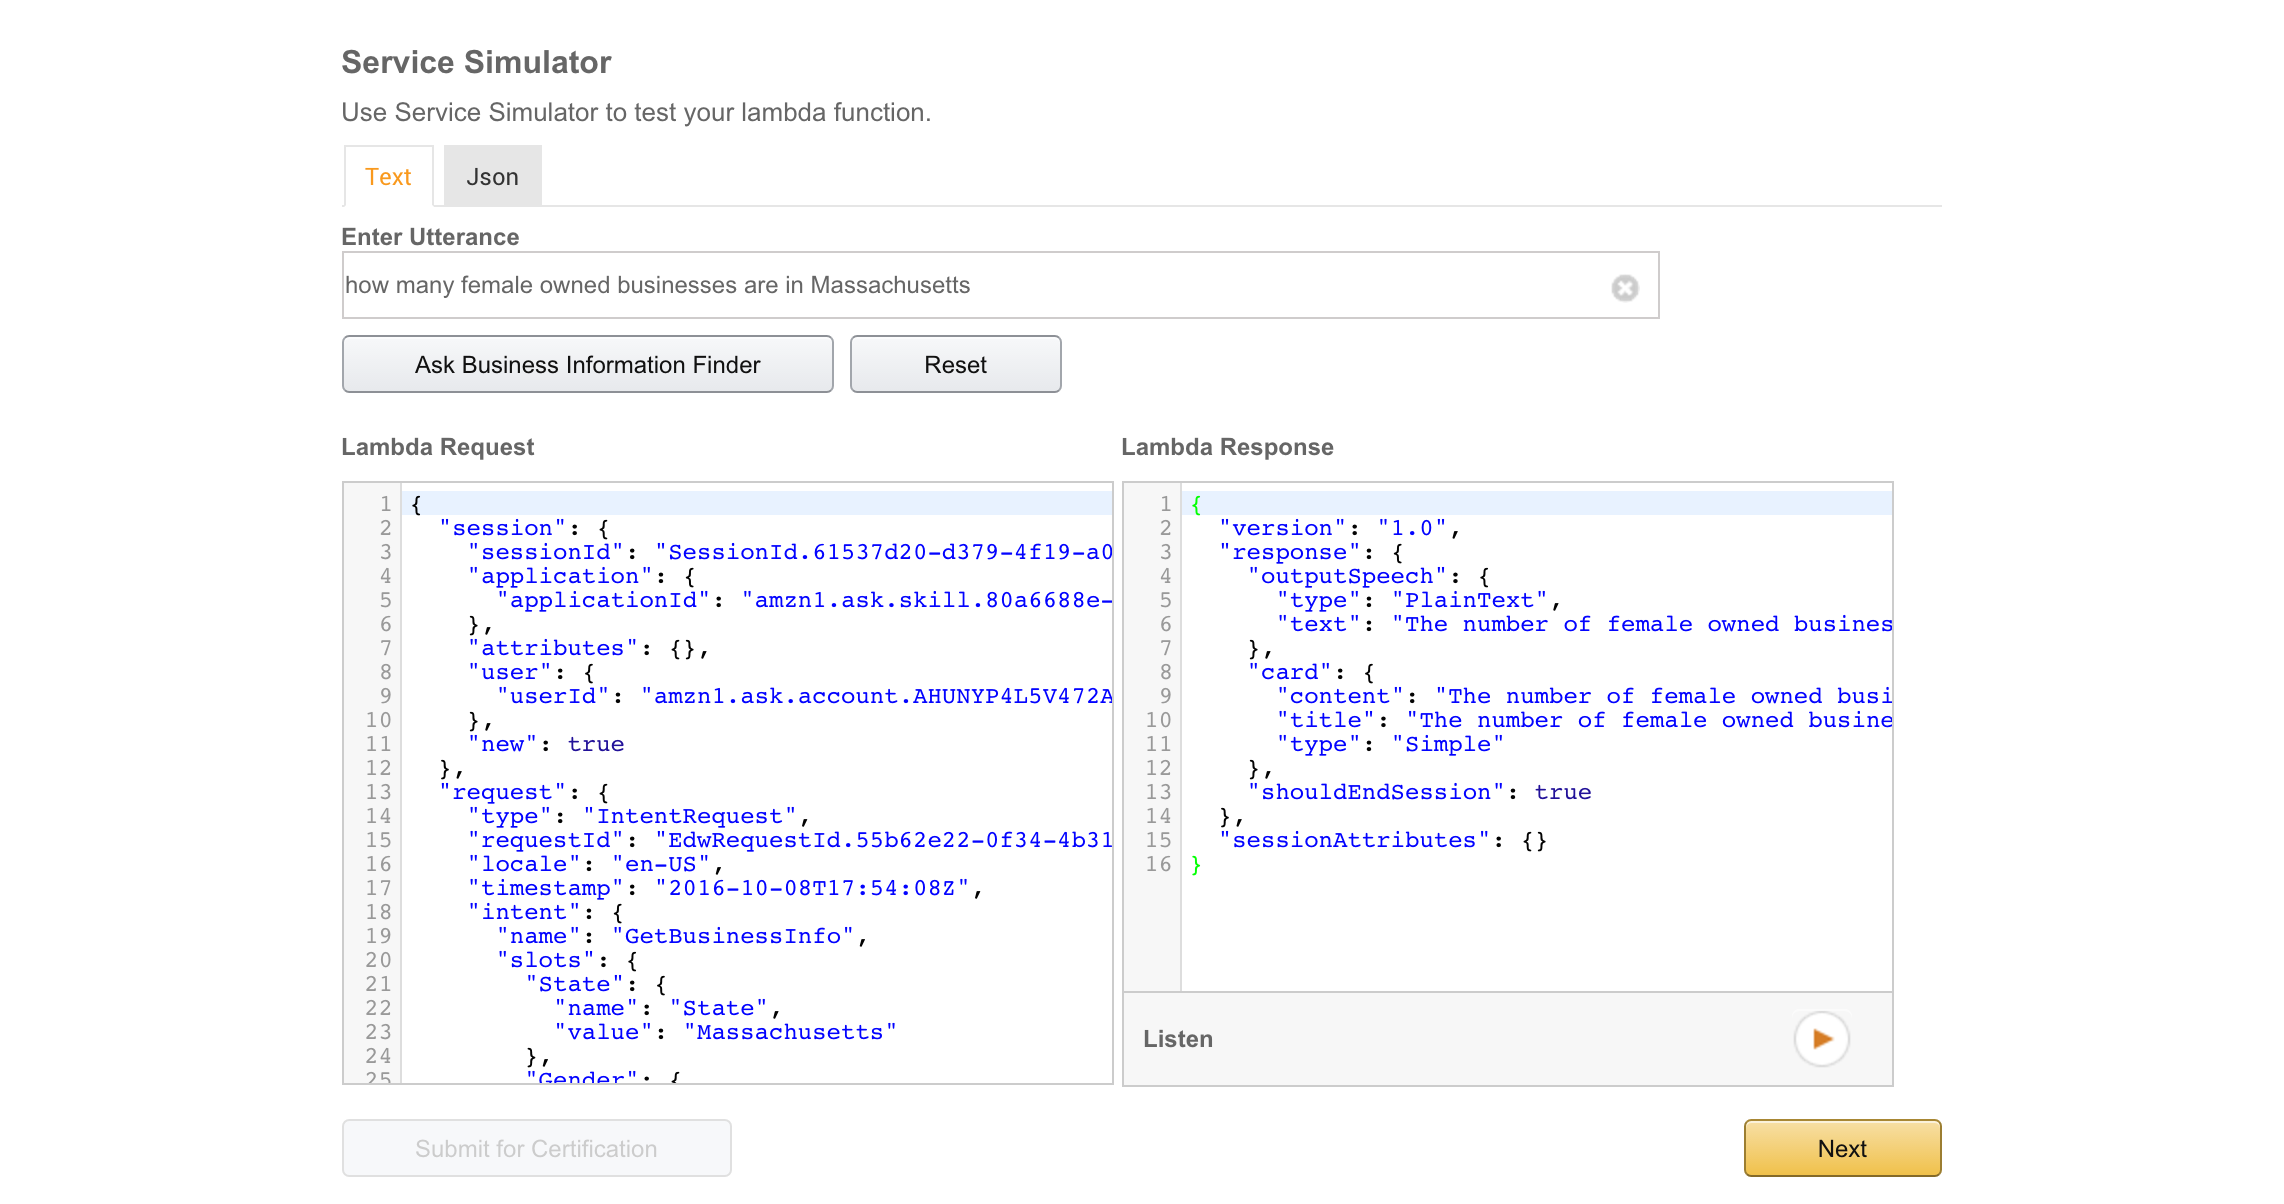 Service Simulator
Use Service Simulator to test your lambda function.
Text Json
Enter Utterance
how many female owned businesses are in Massachusetts
Ask Business Information Finder Reset
Lambda Request
1 {
2 "session": {
3 "sessionId": "SessionId.61537d20-d379-4f19-a0
4 "application": {
5 "applicationId": "amzn1.ask.skill.80a6688e-
6 },
7 "attributes": {},
8 "user": {
9 "userId": "amzn1.ask.account.AHUNYP4L5V472A
10 },
11 "new": true
12 },
13 "request": {
14 "type": "IntentRequest",
15 "requestId": "EdwRequestId.55b62e22-0f34-4b31
16 "locale": "en-US",
17 "timestamp": "2016-10-08T17:54:08Z",
18 "intent": {
19 "name": "GetBusinessInfo",
20 "slots": {
21 "State": {
22 "name": "State",
23 "value": "Massachusetts"
24 },
25 "Gender": {
Lambda Response
1 {
2 "version": "1.0",
3 "response": {
4 "outputSpeech": {
5 "type": "PlainText",
6 "text": "The number of female owned busines
7 },
8 "card": {
9 "content": "The number of female owned busi
10 "title": "The number of female owned busine
11 "type": "Simple"
12 },
13 "shouldEndSession": true
14 },
15 "sessionAttributes": {}
16 }
Listen
Submit for Certification Next